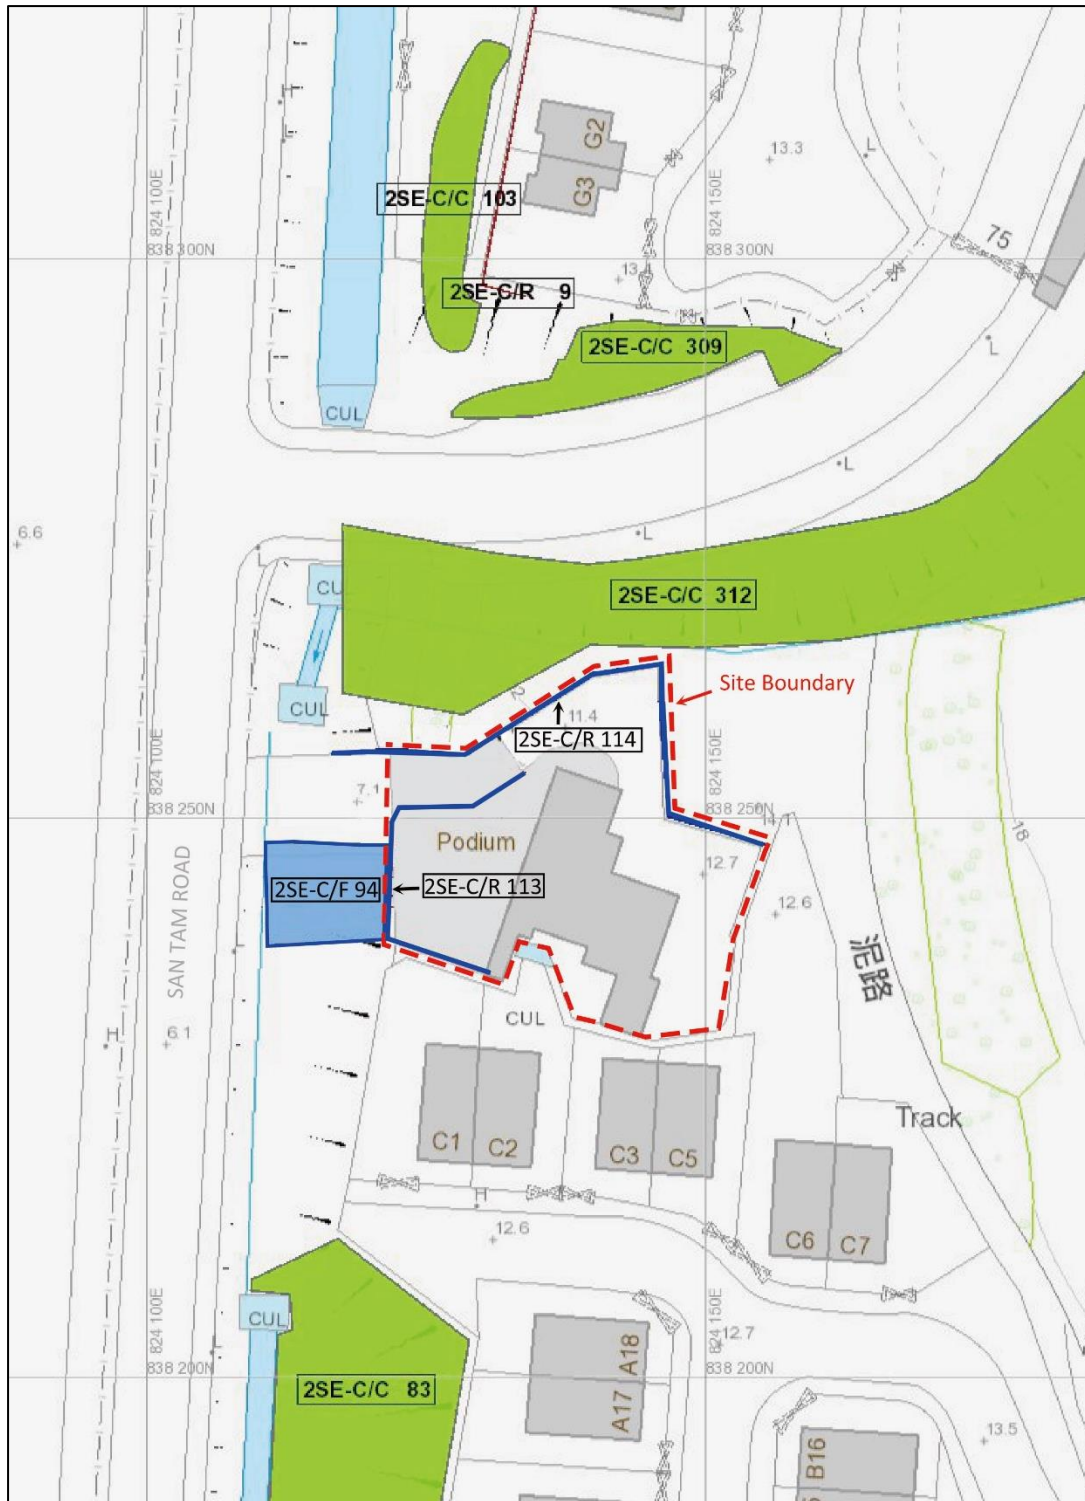 G2
G3
13.3
L
H
L
824 100E
824 150E
2SE-C/C 103
75
838 300N
838 300N
2SE-C/R 9
2SE-C/C 309
L
CUL
L
6.6
L
L
CUL
2SE-C/C 312
Site Boundary
CUL
11.4
2SE-C/R 114
824 100E
824 150E
7.1
838 250N
838 250N
Podium
12.7
2SE-C/F 94
2SE-C/R 113
12.6
SAN TAM ROAD
泥路
18
L
CUL
H
6.1
C1
C2
C3
C5
Track
H
12.6
C6
C7
CUL
824 100E
824 150E
12.7
L
A18
A17
838 200N
838 200N
2SE-C/C 83
13.5
B16